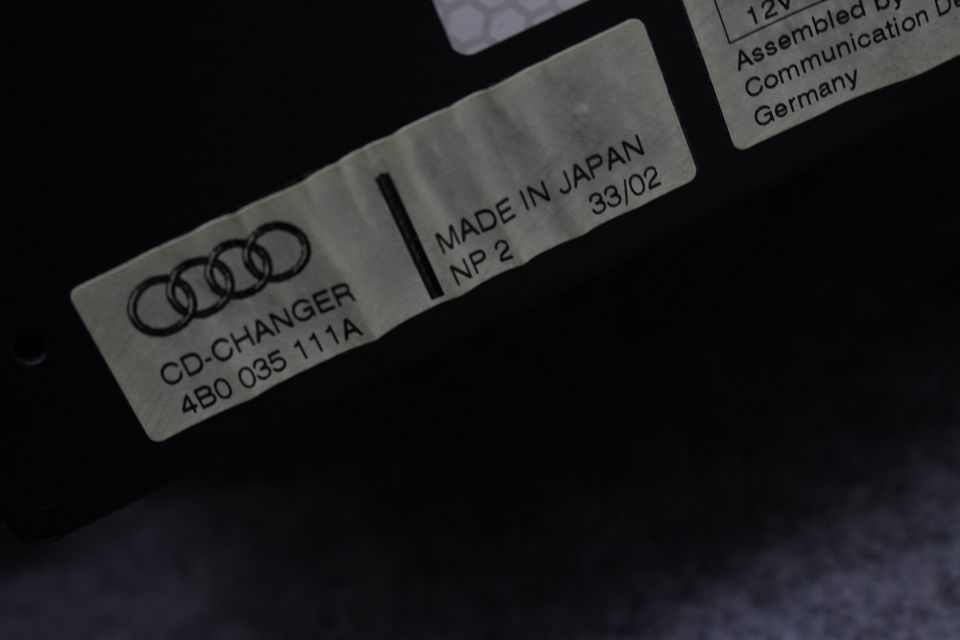 CD-CHANGER
4B0 035 111A
MADE IN JAPAN
NP 2 33/02
12V
Assembled by
Communication
Germany